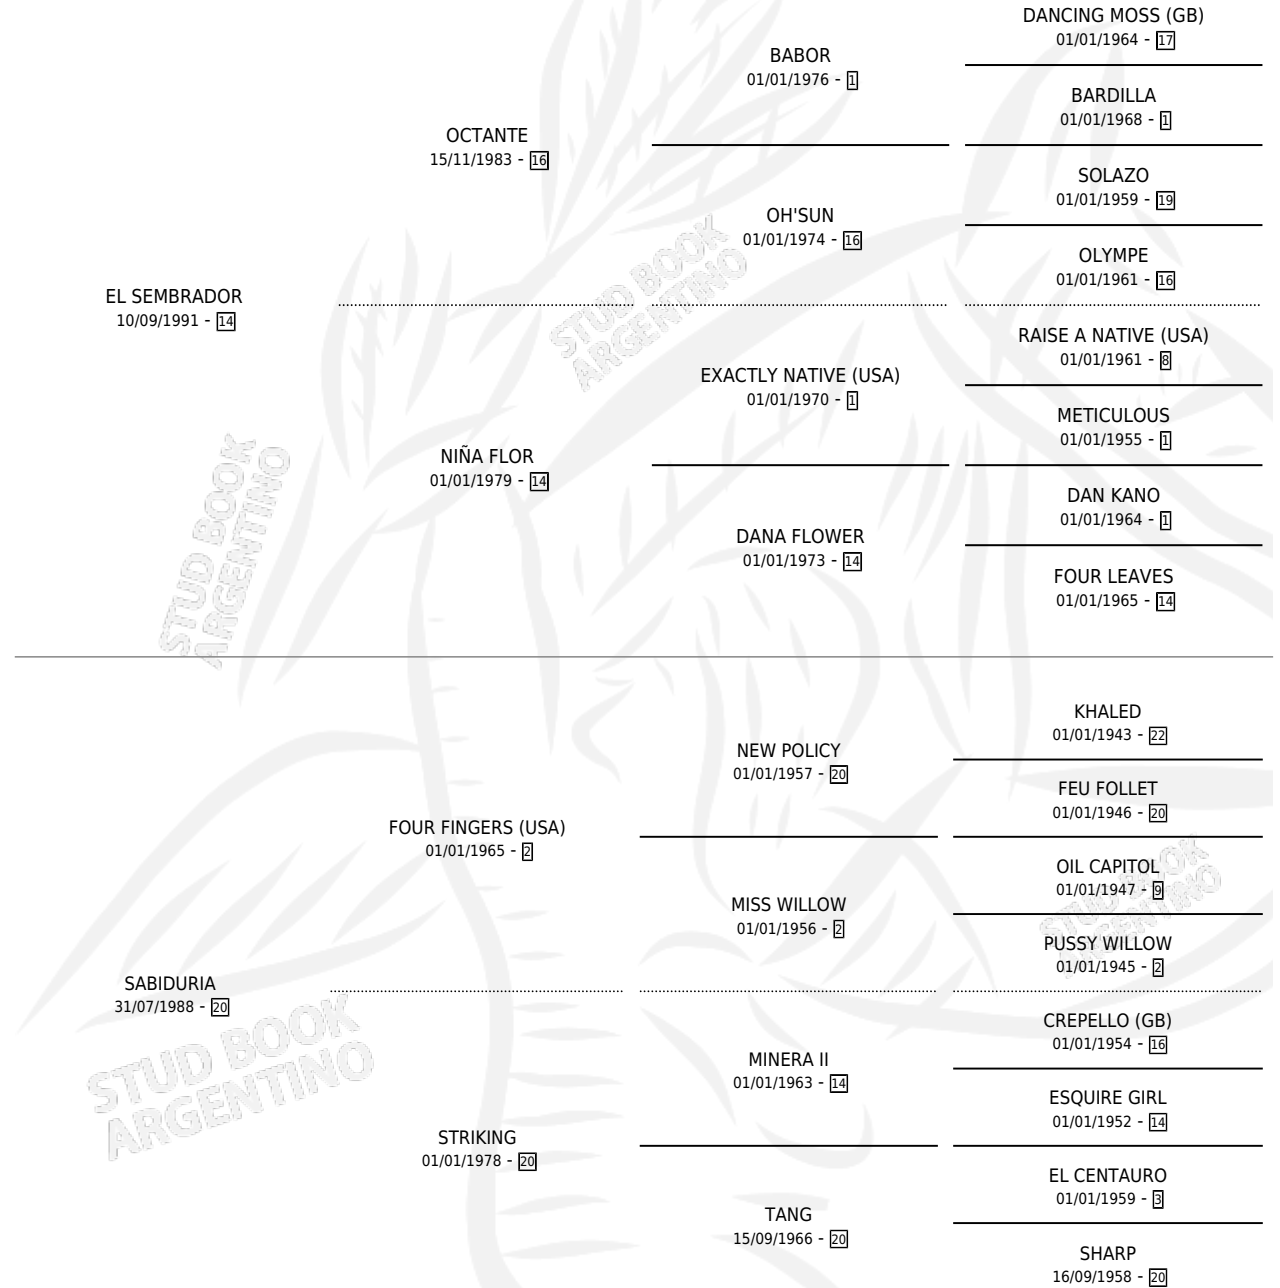 DANCING MOSS (GB)
01/01/1964 - 17
BABOR
01/01/1976 - 1
BARDILLA
01/01/1968 - 1
OCTANTE
15/11/1983 - 16
SOLAZO
01/01/1959 - 19
OH'SUN
01/01/1974 - 16
OLYMPE
01/01/1961 - 16
EL SEMBRADOR
10/09/1991 - 14
RAISE A NATIVE (USA)
01/01/1961 - 8
EXACTLY NATIVE (USA)
01/01/1970 - 1
METICULOUS
01/01/1955 - 1
NIÑA FLOR
01/01/1979 - 14
DAN KANO
01/01/1964 - 1
DANA FLOWER
01/01/1973 - 14
FOUR LEAVES
01/01/1965 - 14
STUD BOOK
ARGENTINO
STUD BOOK
ARGENTINO
KHALED
01/01/1943 - 22
NEW POLICY
01/01/1957 - 20
FEU FOLLET
01/01/1946 - 20
FOUR FINGERS (USA)
01/01/1965 - 2
OIL CAPITOL
01/01/1947 - 9
MISS WILLOW
01/01/1956 - 2
PUSSY WILLOW
01/01/1945 - 2
STUD BOOK
ARGENTINO
SABIDURIA
31/07/1988 - 20
CREPELLO (GB)
01/01/1954 - 16
MINERA II
01/01/1963 - 14
ESQUIRE GIRL
01/01/1952 - 14
STUD BOOK
ARGENTINO
STRIKING
01/01/1978 - 20
EL CENTAURO
01/01/1959 - 3
TANG
15/09/1966 - 20
SHARP
16/09/1958 - 20